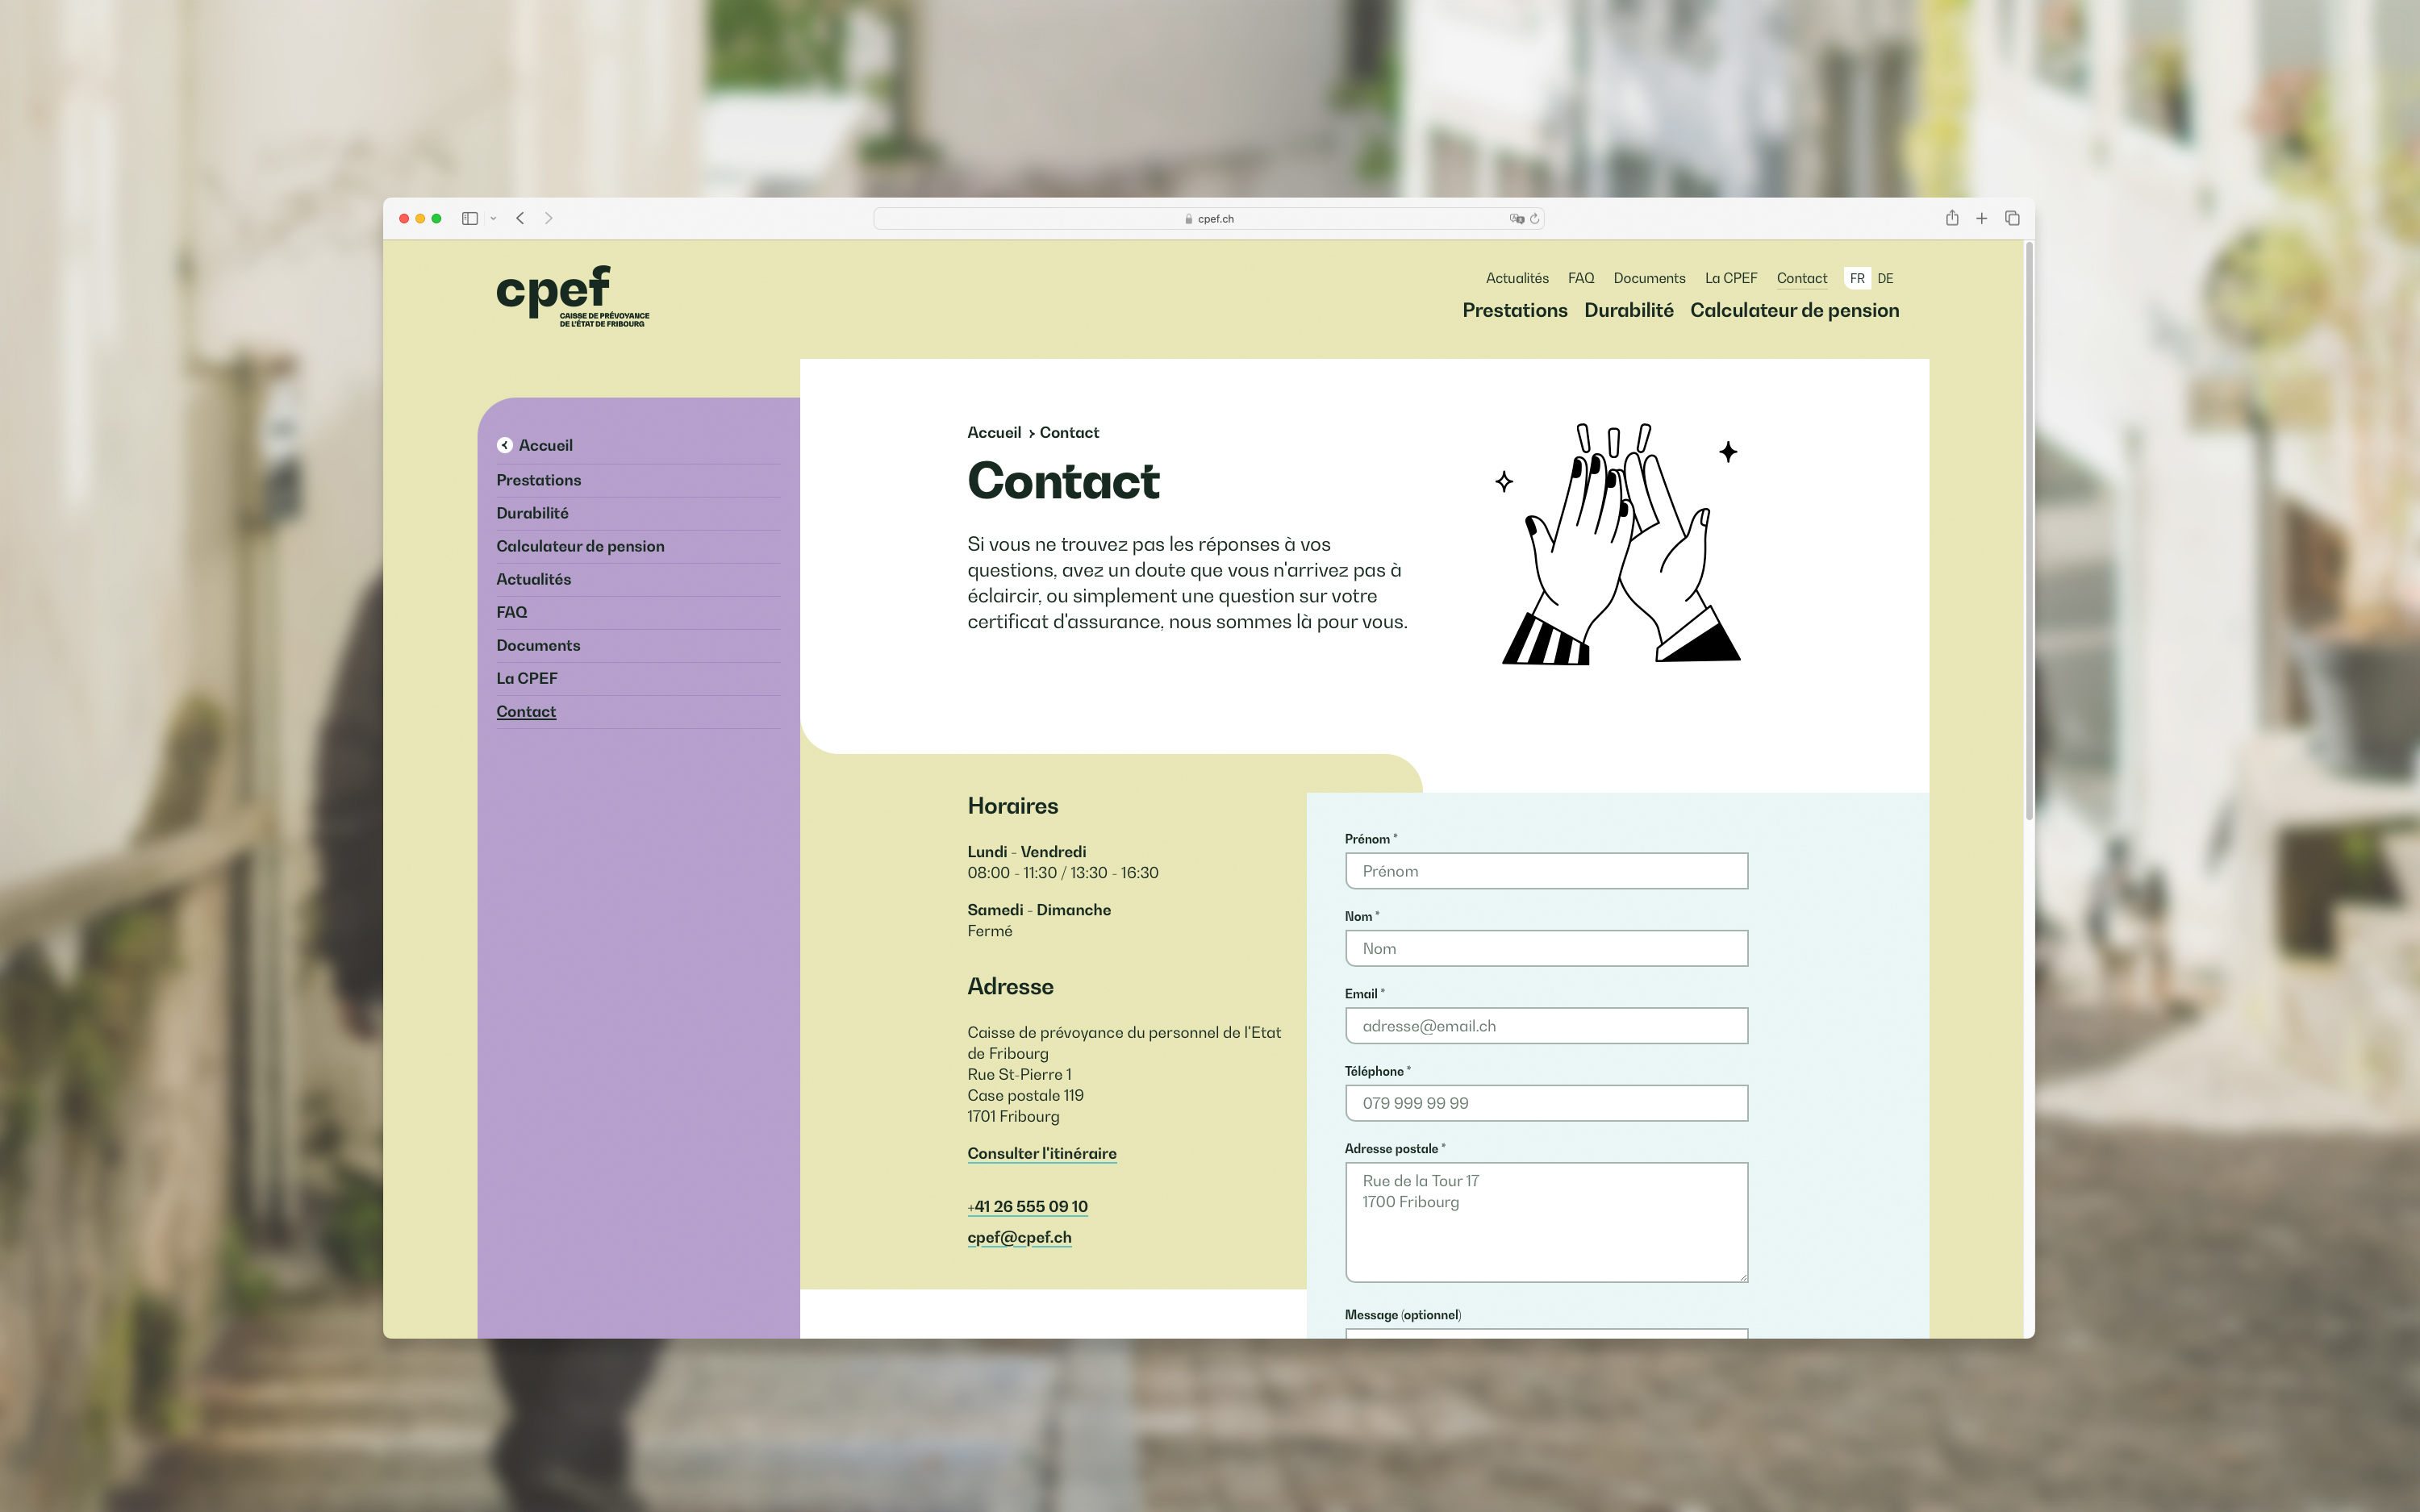 cpef.ch
cpef
CAISSE DE PRÉVOYANCE
DE L'ÉTAT DE FRIBOURG
Actualités FAQ Documents La CPEF Contact FR DE
Prestations Durabilité Calculateur de pension
Accueil
Prestations
Durabilité
Calculateur de pension
Actualités
FAQ
Documents
La CPEF
Contact
Accueil › Contact
Contact
Si vous ne trouvez pas les réponses à vos
questions, avez un doute que vous n'arrivez pas à
éclaircir, ou simplement une question sur votre
certificat d'assurance, nous sommes là pour vous.
Horaires
Lundi - Vendredi
08:00 - 11:30 / 13:30 - 16:30
Samedi - Dimanche
Fermé
Adresse
Caisse de prévoyance du personnel de l'Etat
de Fribourg
Rue St-Pierre 1
Case postale 119
1701 Fribourg
Consulter l'itinéraire
+41 26 555 09 10
cpef@cpef.ch
Prénom *
Prénom
Nom *
Nom
Email *
adresse@email.ch
Téléphone *
079 999 99 99
Adresse postale *
Rue de la Tour 17
1700 Fribourg
Message (optionnel)